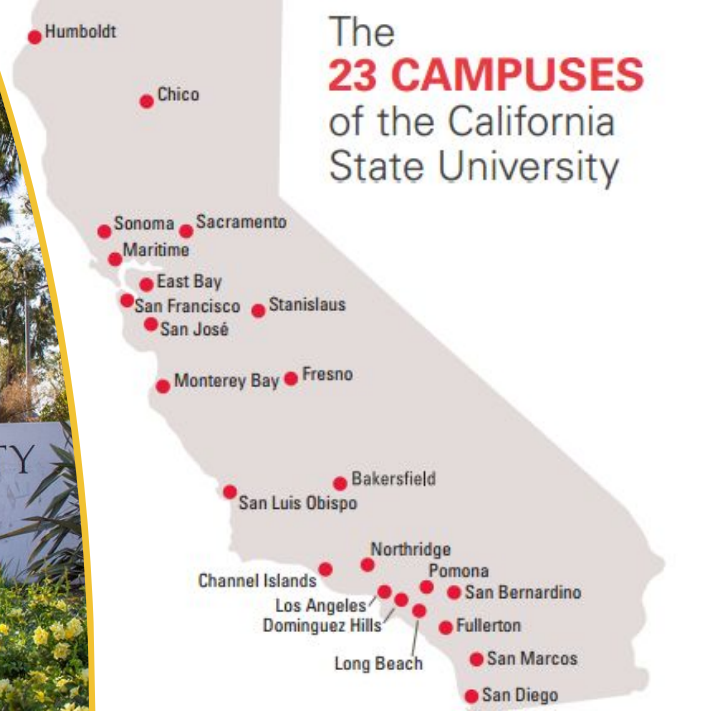 The
23 CAMPUSES
of the California
State University
Humboldt
Chico
Sonoma
Sacramento
Maritime
East Bay
San Francisco
Stanislaus
San José
Monterey Bay
Fresno
Bakersfield
San Luis Obispo
Northridge
Channel Islands
Pomona
San Bernardino
Los Angeles
Dominguez Hills
Fullerton
Long Beach
San Marcos
San Diego
TY